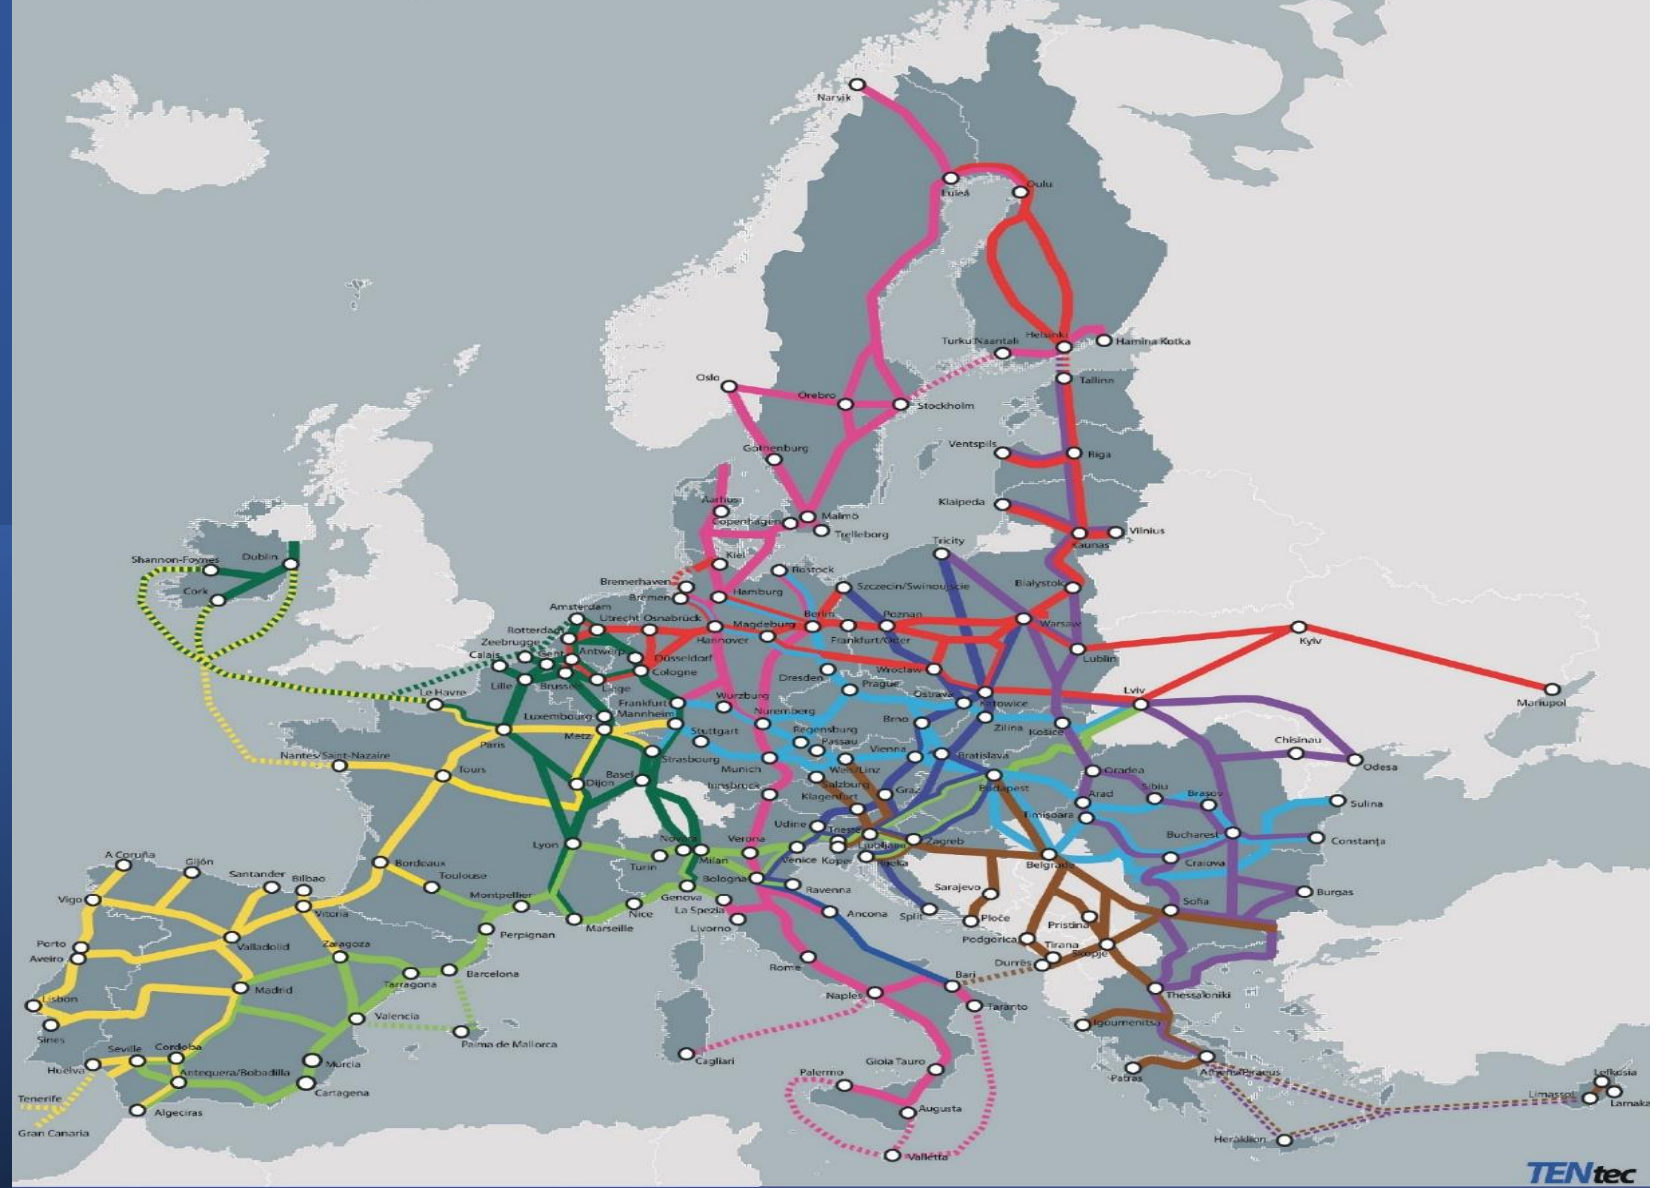 Narvik
Luleå
Oulu
Turku Naantali
Helsinki
Hamina Kotka
Tallinn
Oslo
Örebro
Stockholm
Gothenburg
Ventspils
Riga
Klaipeda
Vilnius
Kaunas
Aarhus
Copenhagen
Malmö
Trelleborg
Tricity
Shannon-Foynes
Dublin
Cork
Kiel
Rostock
Bremerhaven
Bremen
Hamburg
Szczecin/Swinoujscie
Białystok
Amsterdam
Utrecht
Osnabrück
Rotterdam
Hannover
Magdeburg
Berlin
Frankfurt/Oder
Poznan
Warsaw
Kyiv
Zeebrugge
Calais
Gent
Antwerp
Düsseldorf
Cologne
Lublin
Lille
Brussels
Liège
Dresden
Wrocław
Prague
Ostrava
Katowice
Lviv
Mariupol
Le Havre
Luxembourg
Frankfurt
Mannheim
Wurzburg
Nuremberg
Brno
Zilina
Košice
Paris
Metz
Stuttgart
Regensburg
Passau
Vienna
Bratislava
Chisinau
Odesa
Nantes/Saint-Nazaire
Strasbourg
Munich
Wels/Linz
Salzburg
Tours
Dijon
Basel
Innsbruck
Klagenfurt
Graz
Budapest
Oradea
Arad
Sibiu
Brasov
Sulina
Timișoara
Bucharest
Constanța
Lyon
Novara
Turin
Milan
Verona
Udine
Trieste
Venice
Koper
Ljubljana
Rijeka
Zagreb
Belgrade
Craiova
A Coruña
Gijón
Santander
Bilbao
Bordeaux
Toulouse
Montpellier
Bologna
Genova
Ravenna
Sarajevo
Burgas
Vigo
Vitoria
Nice
Marseille
La Spezia
Livorno
Ancona
Split
Ploče
Sofia
Pristina
Porto
Aveiro
Valladolid
Zaragoza
Perpignan
Podgorica
Tirana
Skopje
Durrës
Rome
Bari
Barcelona
Tarragona
Madrid
Lisbon
Sines
Valencia
Palma de Mallorca
Naples
Taranto
Thessaloniki
Igoumenitsa
Cagliari
Seville
Cordoba
Huelva
Antequera/Bobadilla
Murcia
Cartagena
Algeciras
Tenerife
Gran Canaria
Palermo
Gioia Tauro
Augusta
Valletta
Patras
Athens/Piraeus
Heraklion
Lefkosia
Limassol
Larnaka
TENtec